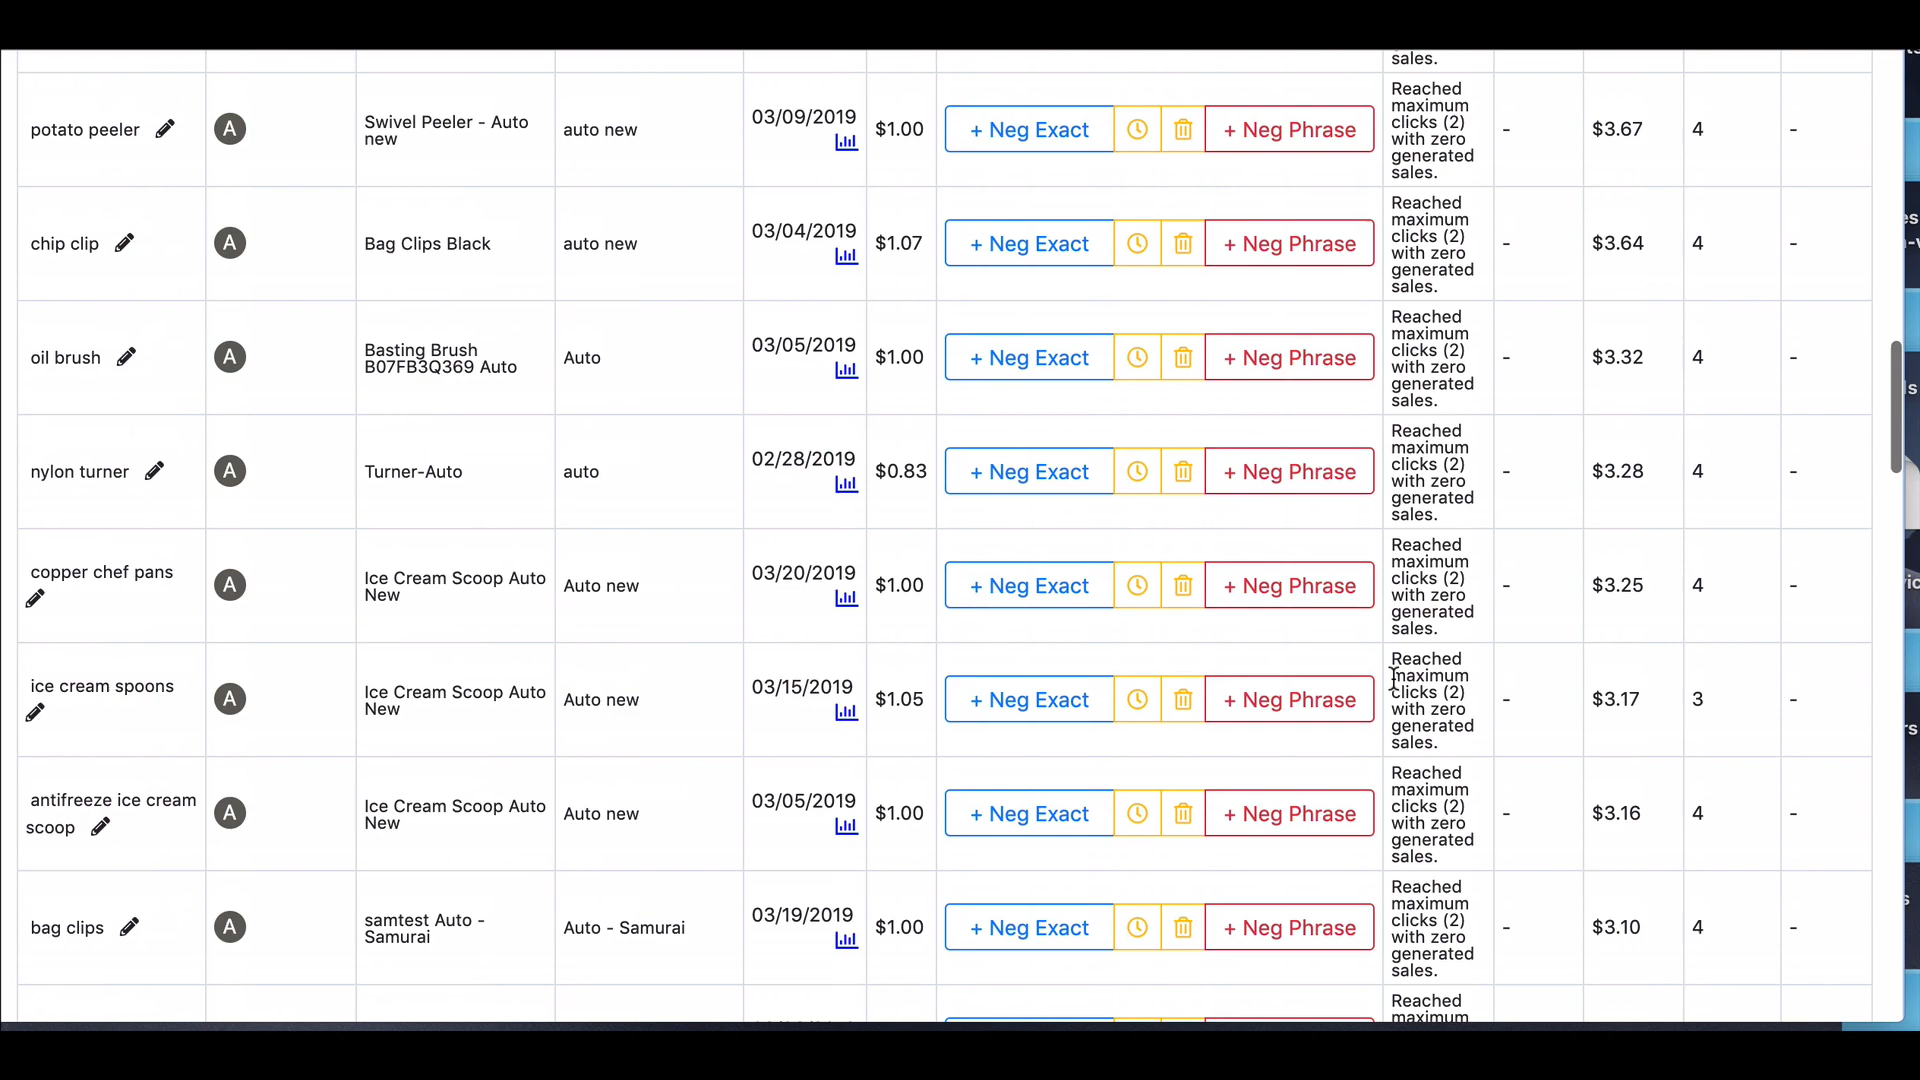 sales.
potato peeler
A
Swivel Peeler - Auto
new
auto new
03/09/2019
$1.00
+ Neg Exact
+ Neg Phrase
Reached
maximum
clicks (2)
with zero
generated
sales.
-
$3.67
4
-
chip clip
A
Bag Clips Black
auto new
03/04/2019
$1.07
+ Neg Exact
+ Neg Phrase
Reached
maximum
clicks (2)
with zero
generated
sales.
-
$3.64
4
-
oil brush
A
Basting Brush
B07FB3Q369 Auto
Auto
03/05/2019
$1.00
+ Neg Exact
+ Neg Phrase
Reached
maximum
clicks (2)
with zero
generated
sales.
-
$3.32
4
-
nylon turner
A
Turner-Auto
auto
02/28/2019
$0.83
+ Neg Exact
+ Neg Phrase
Reached
maximum
clicks (2)
with zero
generated
sales.
-
$3.28
4
-
copper chef pans
A
Ice Cream Scoop Auto
New
Auto new
03/20/2019
$1.00
+ Neg Exact
+ Neg Phrase
Reached
maximum
clicks (2)
with zero
generated
sales.
-
$3.25
4
-
ice cream spoons
A
Ice Cream Scoop Auto
New
Auto new
03/15/2019
$1.05
+ Neg Exact
+ Neg Phrase
Reached
maximum
clicks (2)
with zero
generated
sales.
-
$3.17
3
-
antifreeze ice cream
scoop
A
Ice Cream Scoop Auto
New
Auto new
03/05/2019
$1.00
+ Neg Exact
+ Neg Phrase
Reached
maximum
clicks (2)
with zero
generated
sales.
-
$3.16
4
-
bag clips
A
samtest Auto -
Samurai
Auto - Samurai
03/19/2019
$1.00
+ Neg Exact
+ Neg Phrase
Reached
maximum
clicks (2)
with zero
generated
sales.
-
$3.10
4
-
Reached
maximum